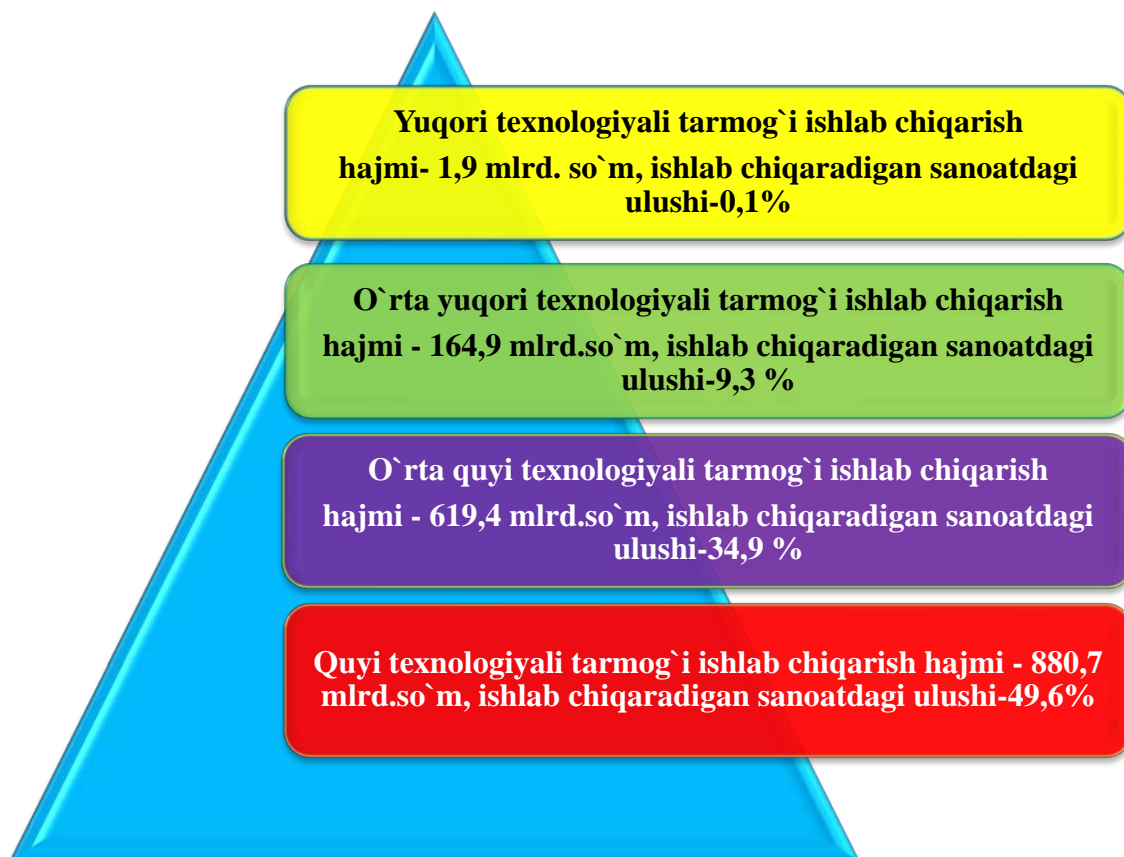 Yuqori texnologiyali tarmog`i ishlab chiqarish
hajmi- 1,9 mlrd. so`m, ishlab chiqaradigan sanoatdagi
ulushi-0,1%
O`rta yuqori texnologiyali tarmog`i ishlab chiqarish
hajmi - 164,9 mlrd.so`m, ishlab chiqaradigan sanoatdagi
ulushi-9,3 %
O`rta quyi texnologiyali tarmog`i ishlab chiqarish
hajmi - 619,4 mlrd.so`m, ishlab chiqaradigan sanoatdagi
ulushi-34,9 %
Quyi texnologiyali tarmog`i ishlab chiqarish hajmi - 880,7
mlrd.so`m, ishlab chiqaradigan sanoatdagi ulushi-49,6%